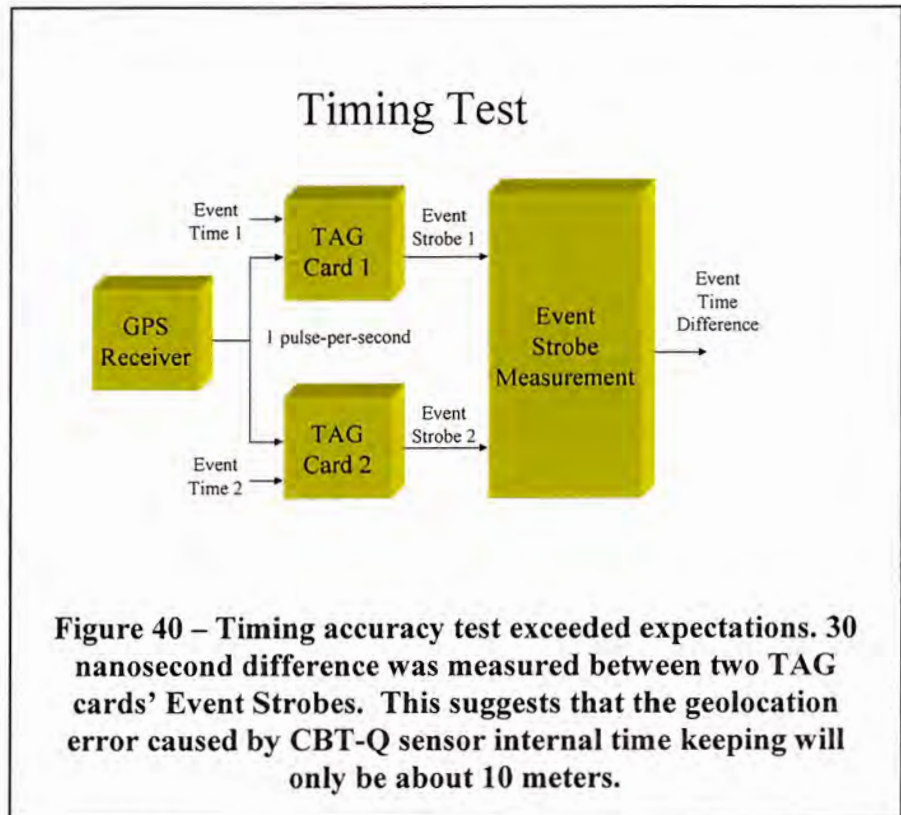 Timing Test
Event
Time 1
TAG
Card 1
Event
Strobe 1
GPS
Receiver
1 pulse-per-second
Event
Strobe
Measurement
Event
Time
Difference
TAG
Card 2
Event
Strobe 2
Event
Time 2
Figure 40 – Timing accuracy test exceeded expectations. 30
nanosecond difference was measured between two TAG
cards’ Event Strobes. This suggests that the geolocation
error caused by CBT-Q sensor internal time keeping will
only be about 10 meters.